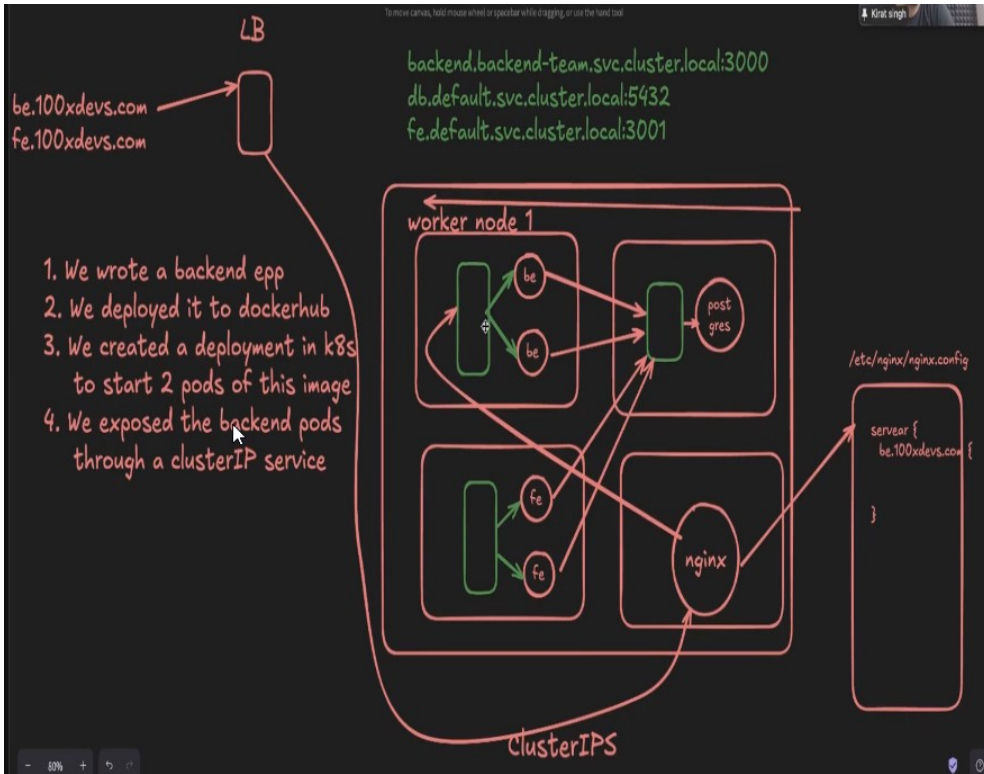 To move canvas, hold mouse wheel or spacebar while dragging, or use the hand tool
Kirat singh
LB
be.100xdevs.com
fe.100xdevs.com
backend.backend-team.svc.cluster.local:3000
db.default.svc.cluster.local:5432
fe.default.svc.cluster.local:3001
1. We wrote a backend epp
2. We deployed it to dockerhub
3. We created a deployment in k8s
to start 2 pods of this image
4. We exposed the backend pods
through a clusterIP service
worker node 1
be
be
post
gres
fe
fe
nginx
/etc/nginx/nginx.config
servear {
be.100xdevs.com {
}
ClusterIPS
- 80% +